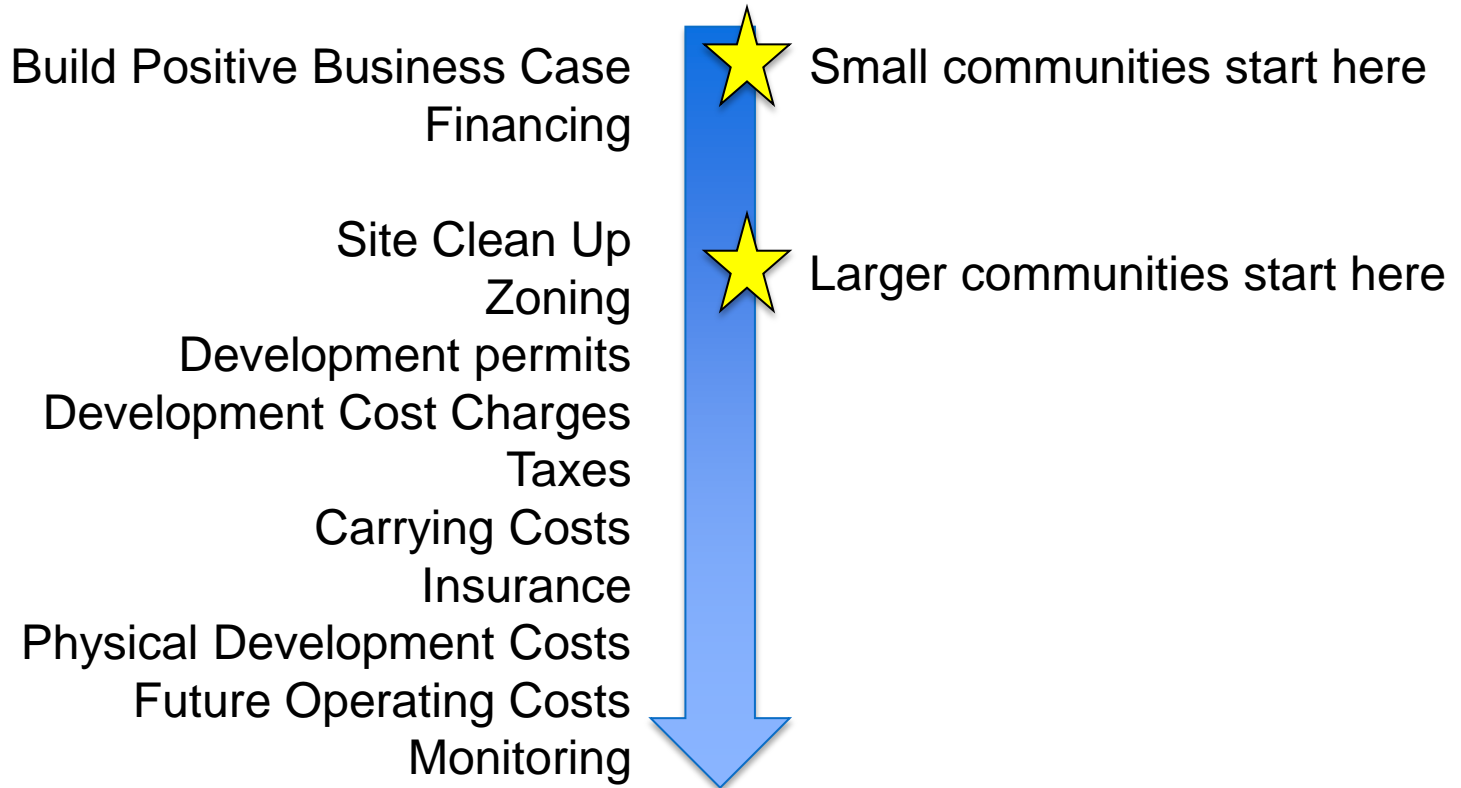 Build Positive Business Case
Financing
Site Clean Up
Zoning
Development permits
Development Cost Charges
Taxes
Carrying Costs
Insurance
Physical Development Costs
Future Operating Costs
Monitoring
Small communities start here
Larger communities start here